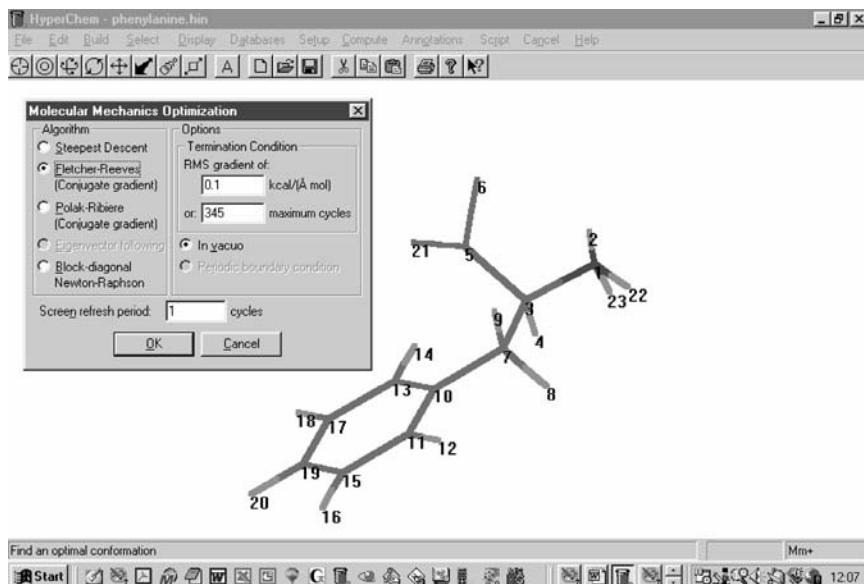 HyperChem - phenylanine.hin
File Edit Build Select Display Databases Setup Compute Annotations Script Cancel Help
A
Molecular Mechanics Optimization
Algorithm
Steepest Descent
Fletcher-Reeves
(Conjugate gradient)
Polak-Ribiere
(Conjugate gradient)
Eigenvector following
Block-diagonal
Newton-Raphson
Options
Termination Condition
RMS gradient of:
0.1 kcal/(Å mol)
or: 345 maximum cycles
In vacuo
Periodic boundary condition
Screen refresh period: 1 cycles
OK Cancel
6
2
21 5 1
23 22
9 3
4
14 7
13 10 8
18 17
11 12
19 15
20
16
Find an optimal conformation Mm+
Start 12:07